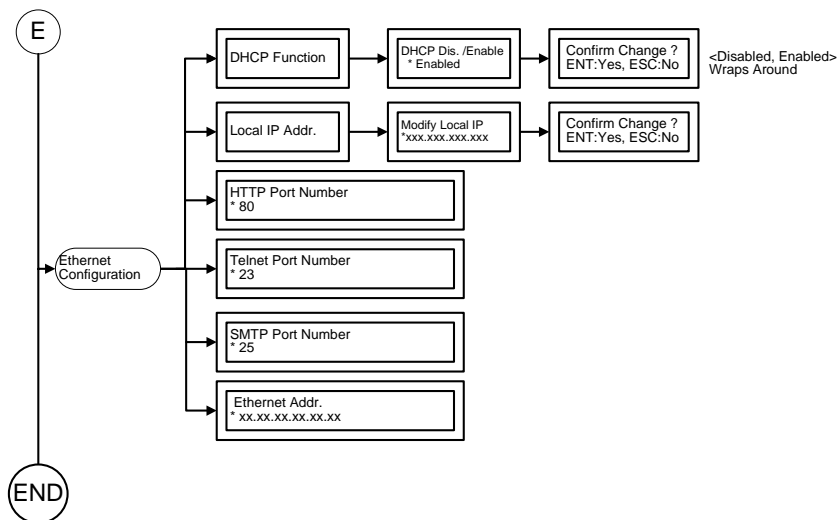 E
DHCP Function
DHCP Dis. /Enable
* Enabled
Confirm Change ?
ENT:Yes, ESC:No
<Disabled, Enabled>
Wraps Around
Local IP Addr.
Modify Local IP
*xxx.xxx.xxx.xxx
Confirm Change ?
ENT:Yes, ESC:No
HTTP Port Number
* 80
Ethernet
Configuration
Telnet Port Number
* 23
SMTP Port Number
* 25
Ethernet Addr.
* xx.xx.xx.xx.xx.xx
END